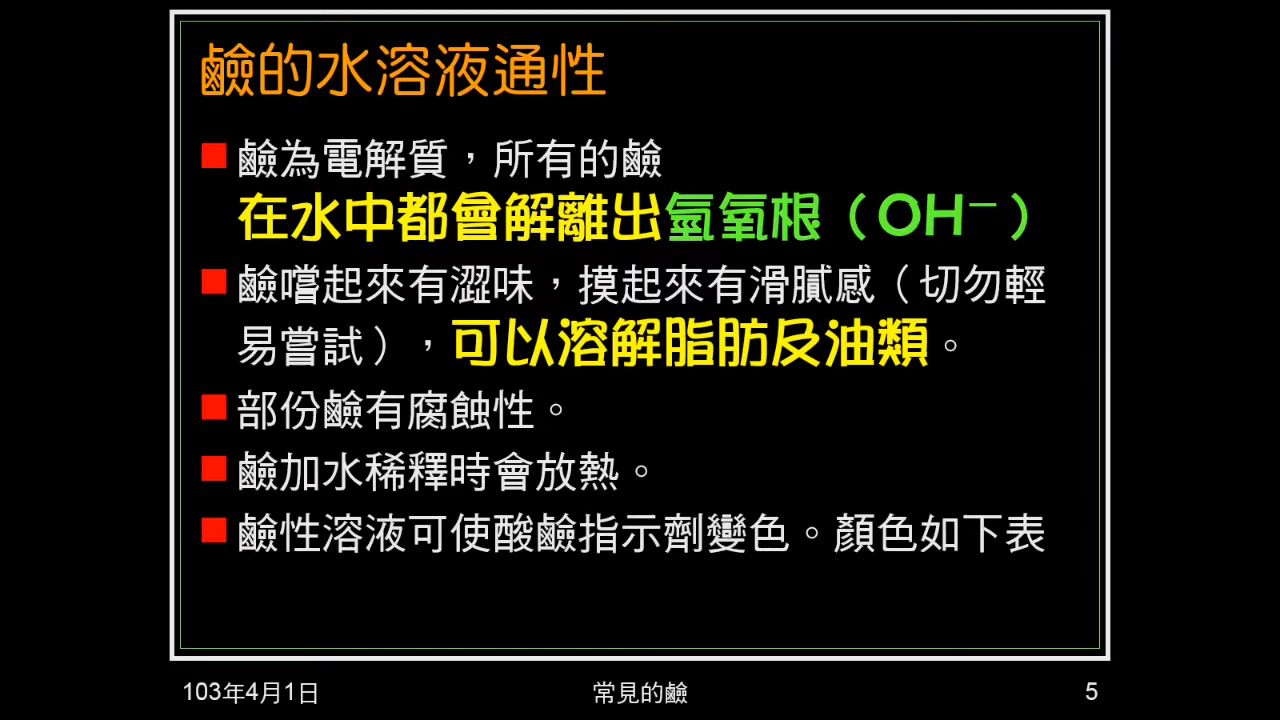 鹼的水溶液通性
鹼為電解質，所有的鹼
在水中都會解離出氫氧根（OH－）
鹼嚐起來有澀味，摸起來有滑膩感（切勿輕
易嘗試），可以溶解脂肪及油類。
部份鹼有腐蝕性。
鹼加水稀釋時會放熱。
鹼性溶液可使酸鹼指示劑變色。顏色如下表
103年4月1日
常見的鹼
5